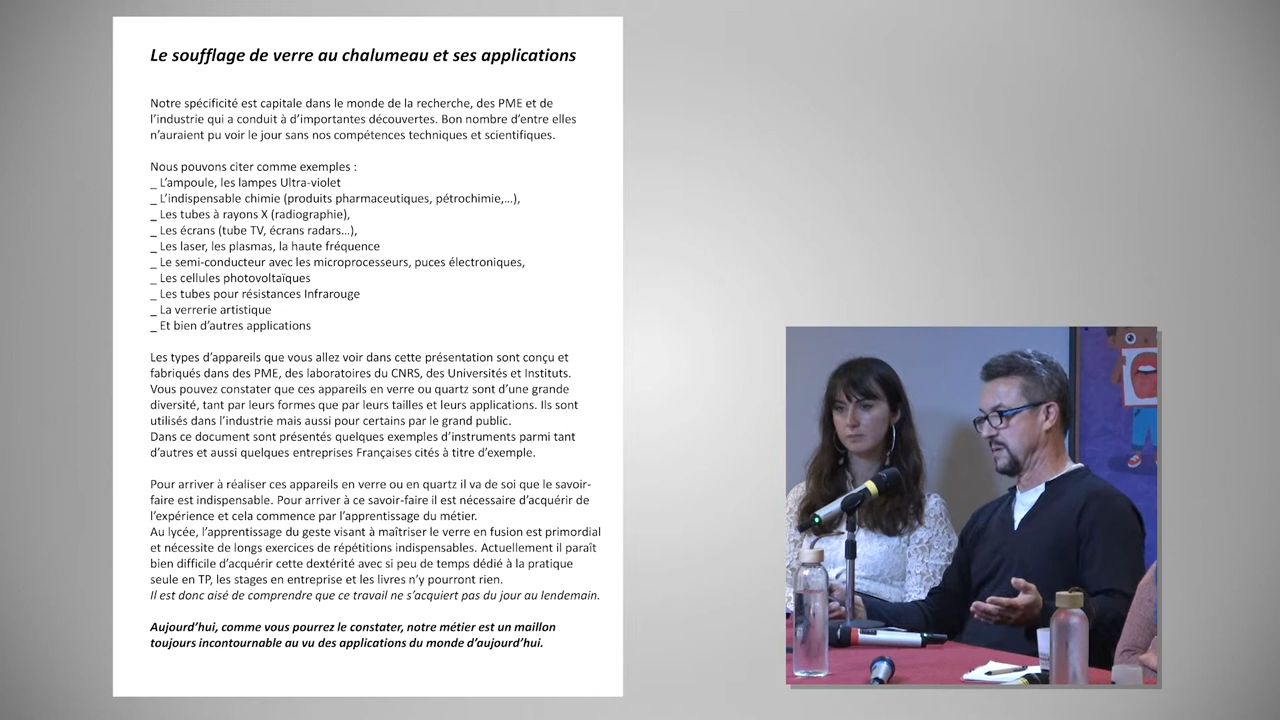 Le soufflage de verre au chalumeau et ses applications
Notre spécificité est capitale dans le monde de la recherche, des PME et de
l'industrie qui a conduit à d'importantes découvertes. Bon nombre d'entre elles
n'auraient pu voir le jour sans nos compétences techniques et scientifiques.
Nous pouvons citer comme exemples :
_ L'ampoule, les lampes Ultra-violet
_ L'indispensable chimie (produits pharmaceutiques, pétrochimie,...),
_ Les tubes à rayons X (radiographie),
_ Les écrans (tube TV, écrans radars...),
_ Les laser, les plasmas, la haute fréquence
_ Le semi-conducteur avec les microprocesseurs, puces électroniques,
_ Les cellules photovoltaïques
_ Les tubes pour résistances Infrarouge
_ La verrerie artistique
_ Et bien d'autres applications
Les types d'appareils que vous allez voir dans cette présentation sont conçu et
fabriqués dans des PME, des laboratoires du CNRS, des Universités et Instituts.
Vous pouvez constater que ces appareils en verre ou quartz sont d'une grande
diversité, tant par leurs formes que par leurs tailles et leurs applications. Ils sont
utilisés dans l'industrie mais aussi pour certains par le grand public.
Dans ce document sont présentés quelques exemples d'instruments parmi tant
d'autres et aussi quelques entreprises Françaises cités à titre d'exemple.
Pour arriver à réaliser ces appareils en verre ou en quartz il va de soi que le savoir-
faire est indispensable. Pour arriver à ce savoir-faire il est nécessaire d'acquérir de
l'expérience et cela commence par l'apprentissage du métier.
Au lycée, l'apprentissage du geste visant à maîtriser le verre en fusion est primordial
et nécessite de longs exercices de répétitions indispensables. Actuellement il paraît
bien difficile d'acquérir cette dextérité avec si peu de temps dédié à la pratique
seule en TP, les stages en entreprise et les livres n'y pourront rien.
Il est donc aisé de comprendre que ce travail ne s'acquiert pas du jour au lendemain.
Aujourd'hui, comme vous pourrez le constater, notre métier est un maillon
toujours incontournable au vu des applications du monde d'aujourd'hui.